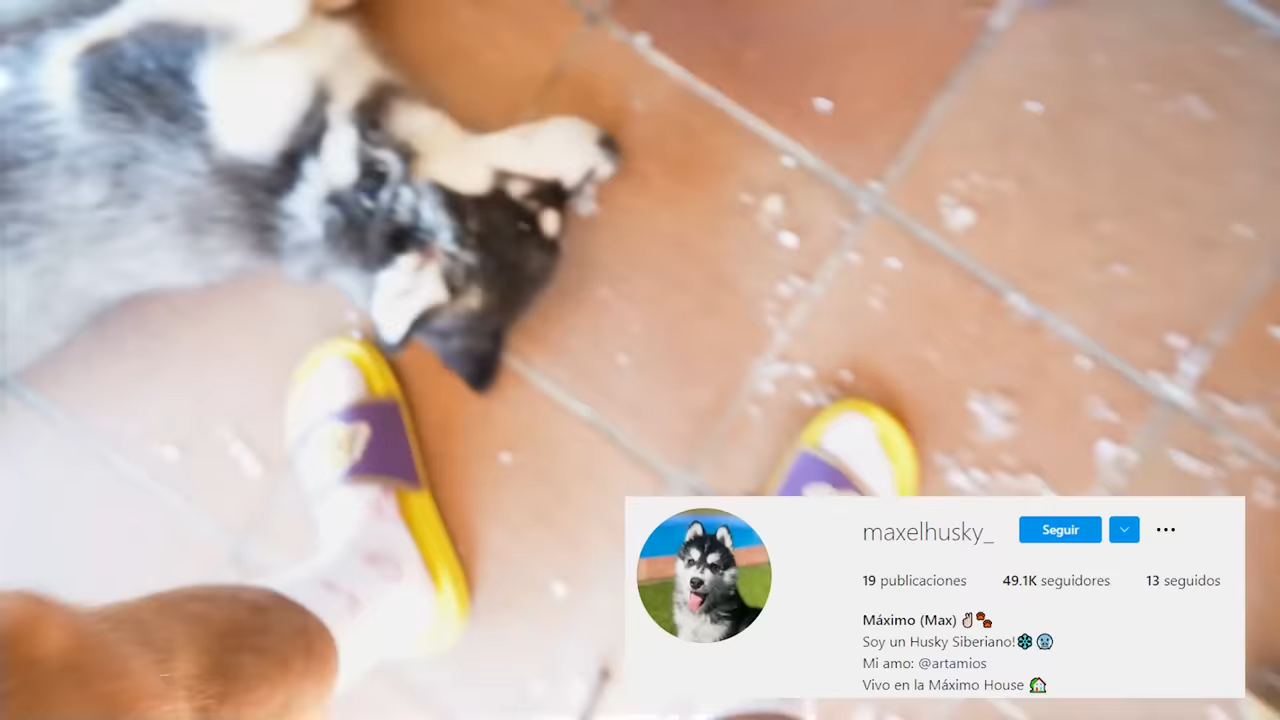 maxelhusky_ Seguir
19 publicaciones 49.1K seguidores 13 seguidos
Máximo (Max) ✌🏻🐾
Soy un Husky Siberiano!❄️🥶
Mi amo: @artamios
Vivo en la Máximo House 🏡